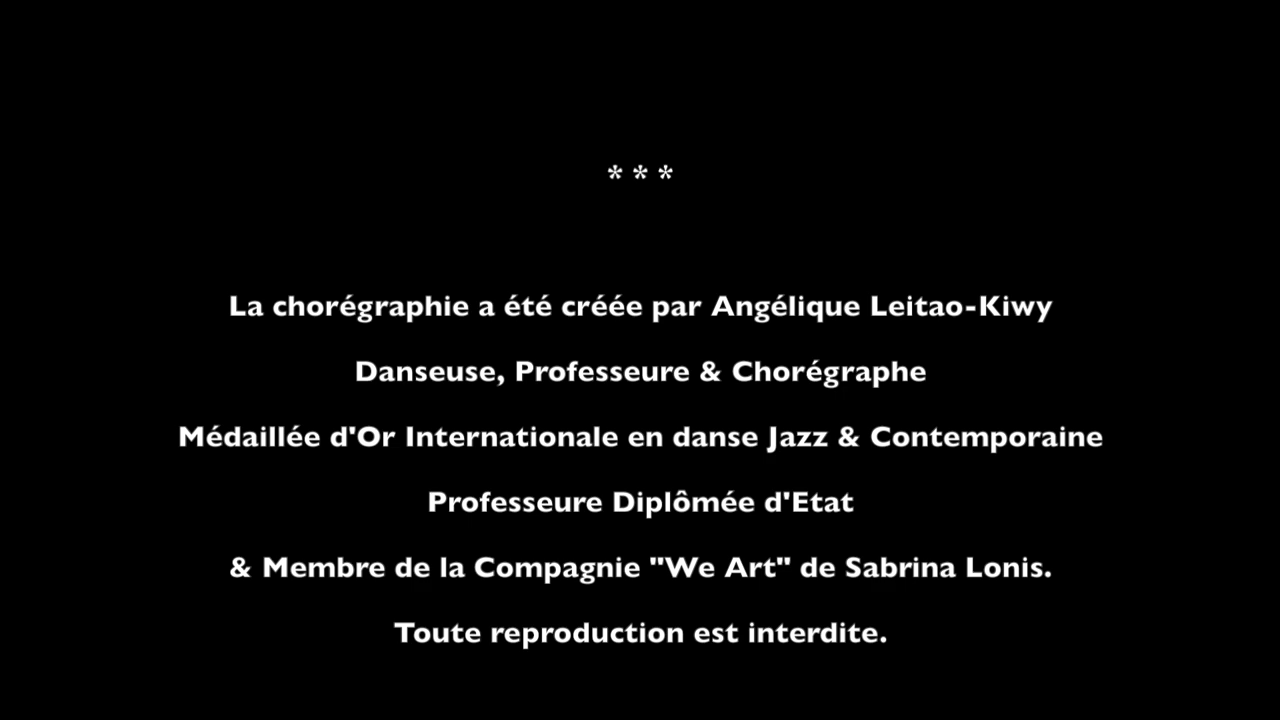 * * *
La chorégraphie a été créée par Angélique Leitao-Kiwy
Danseuse, Professeure & Chorégraphe
Médaillée d'Or Internationale en danse Jazz & Contemporaine
Professeure Diplômée d'Etat
& Membre de la Compagnie "We Art" de Sabrina Lonis.
Toute reproduction est interdite.